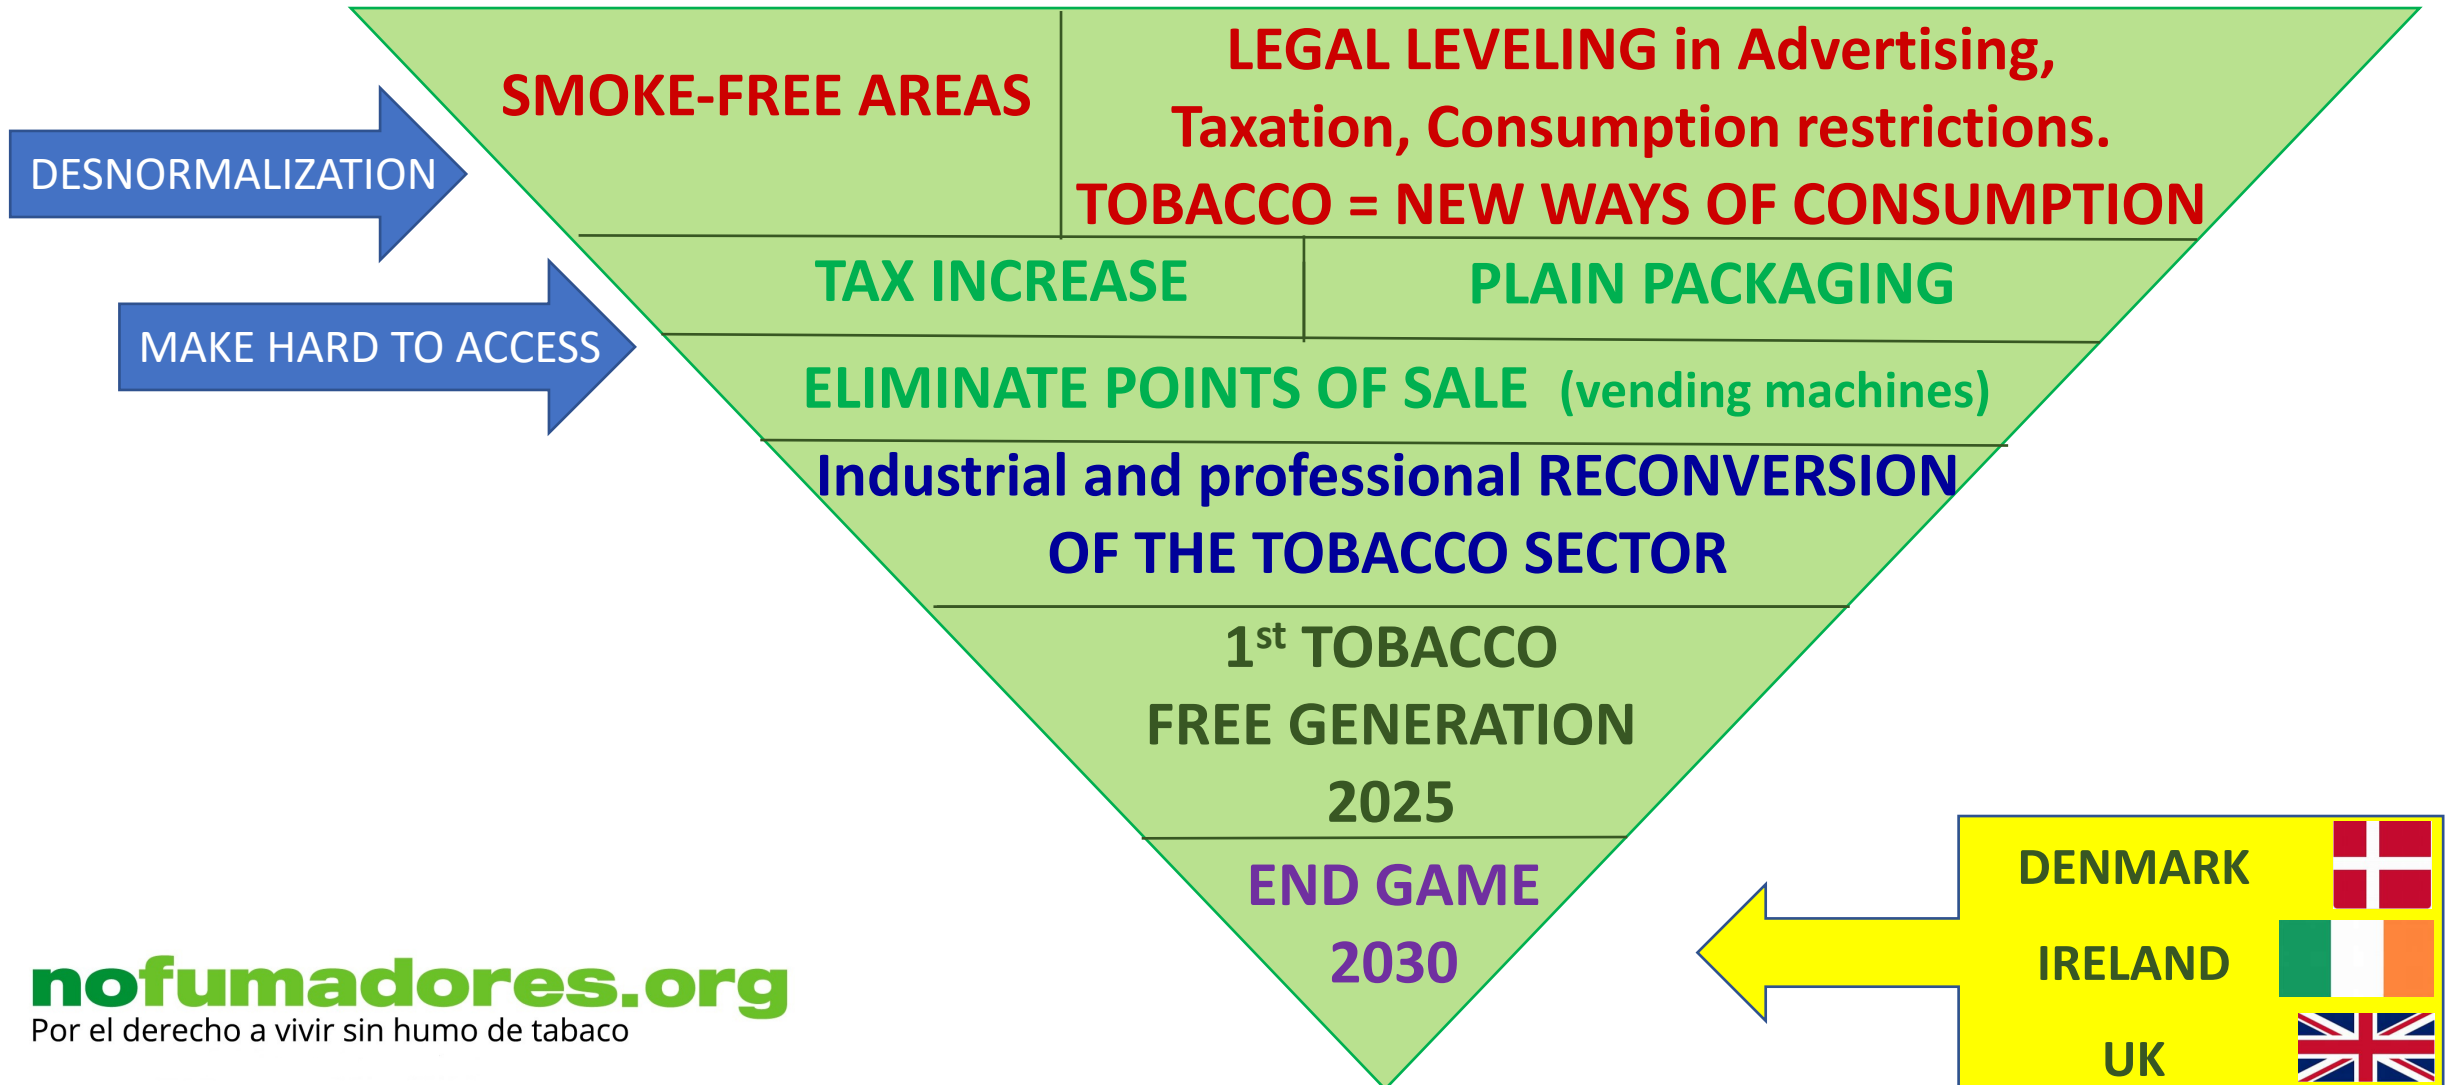 SMOKE-FREE AREAS
LEGAL LEVELING in Advertising,
Taxation, Consumption restrictions.
TOBACCO = NEW WAYS OF CONSUMPTION
DESNORMALIZATION
TAX INCREASE
PLAIN PACKAGING
MAKE HARD TO ACCESS
ELIMINATE POINTS OF SALE (vending machines)
Industrial and professional RECONVERSION
OF THE TOBACCO SECTOR
1st TOBACCO
FREE GENERATION
2025
END GAME
2030
DENMARK
IRELAND
UK
nofumadores.org
Por el derecho a vivir sin humo de tabaco